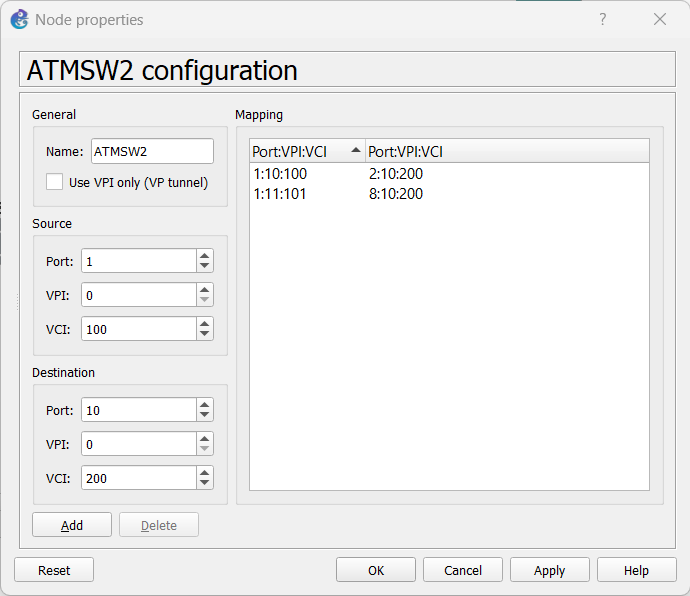 Node properties
ATMSW2 configuration
General
Name: ATMSW2
Use VPI only (VP tunnel)
Source
Port: 1
VPI: 0
VCI: 100
Destination
Port: 10
VPI: 0
VCI: 200
Add Delete
Mapping
Port:VPI:VCI Port:VPI:VCI
1:10:100 2:10:200
1:11:101 8:10:200
Reset OK Cancel Apply Help